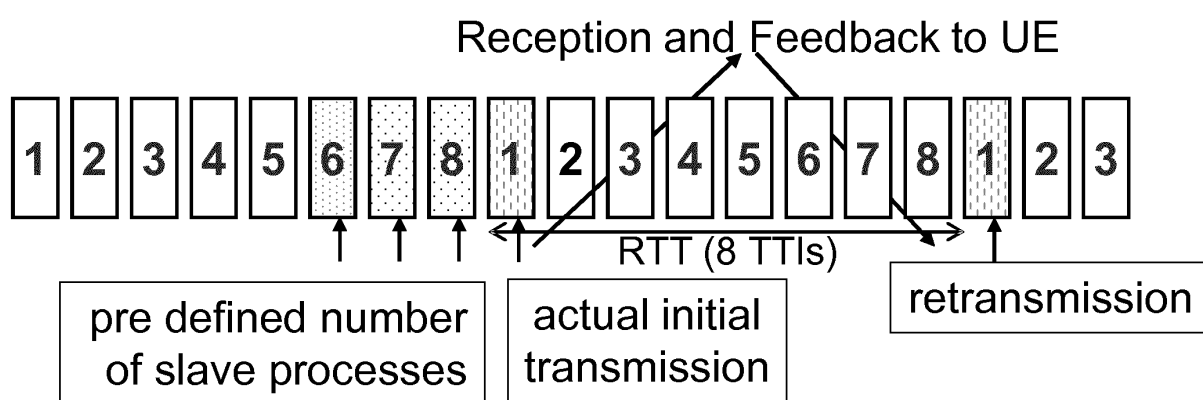 Reception and Feedback to UE
1 2 3 4 5 6 7 8 1 2 3 4 5 6 7 8 1 2 3
RTT (8 TTIs)
pre defined number
of slave processes
actual initial
transmission
retransmission